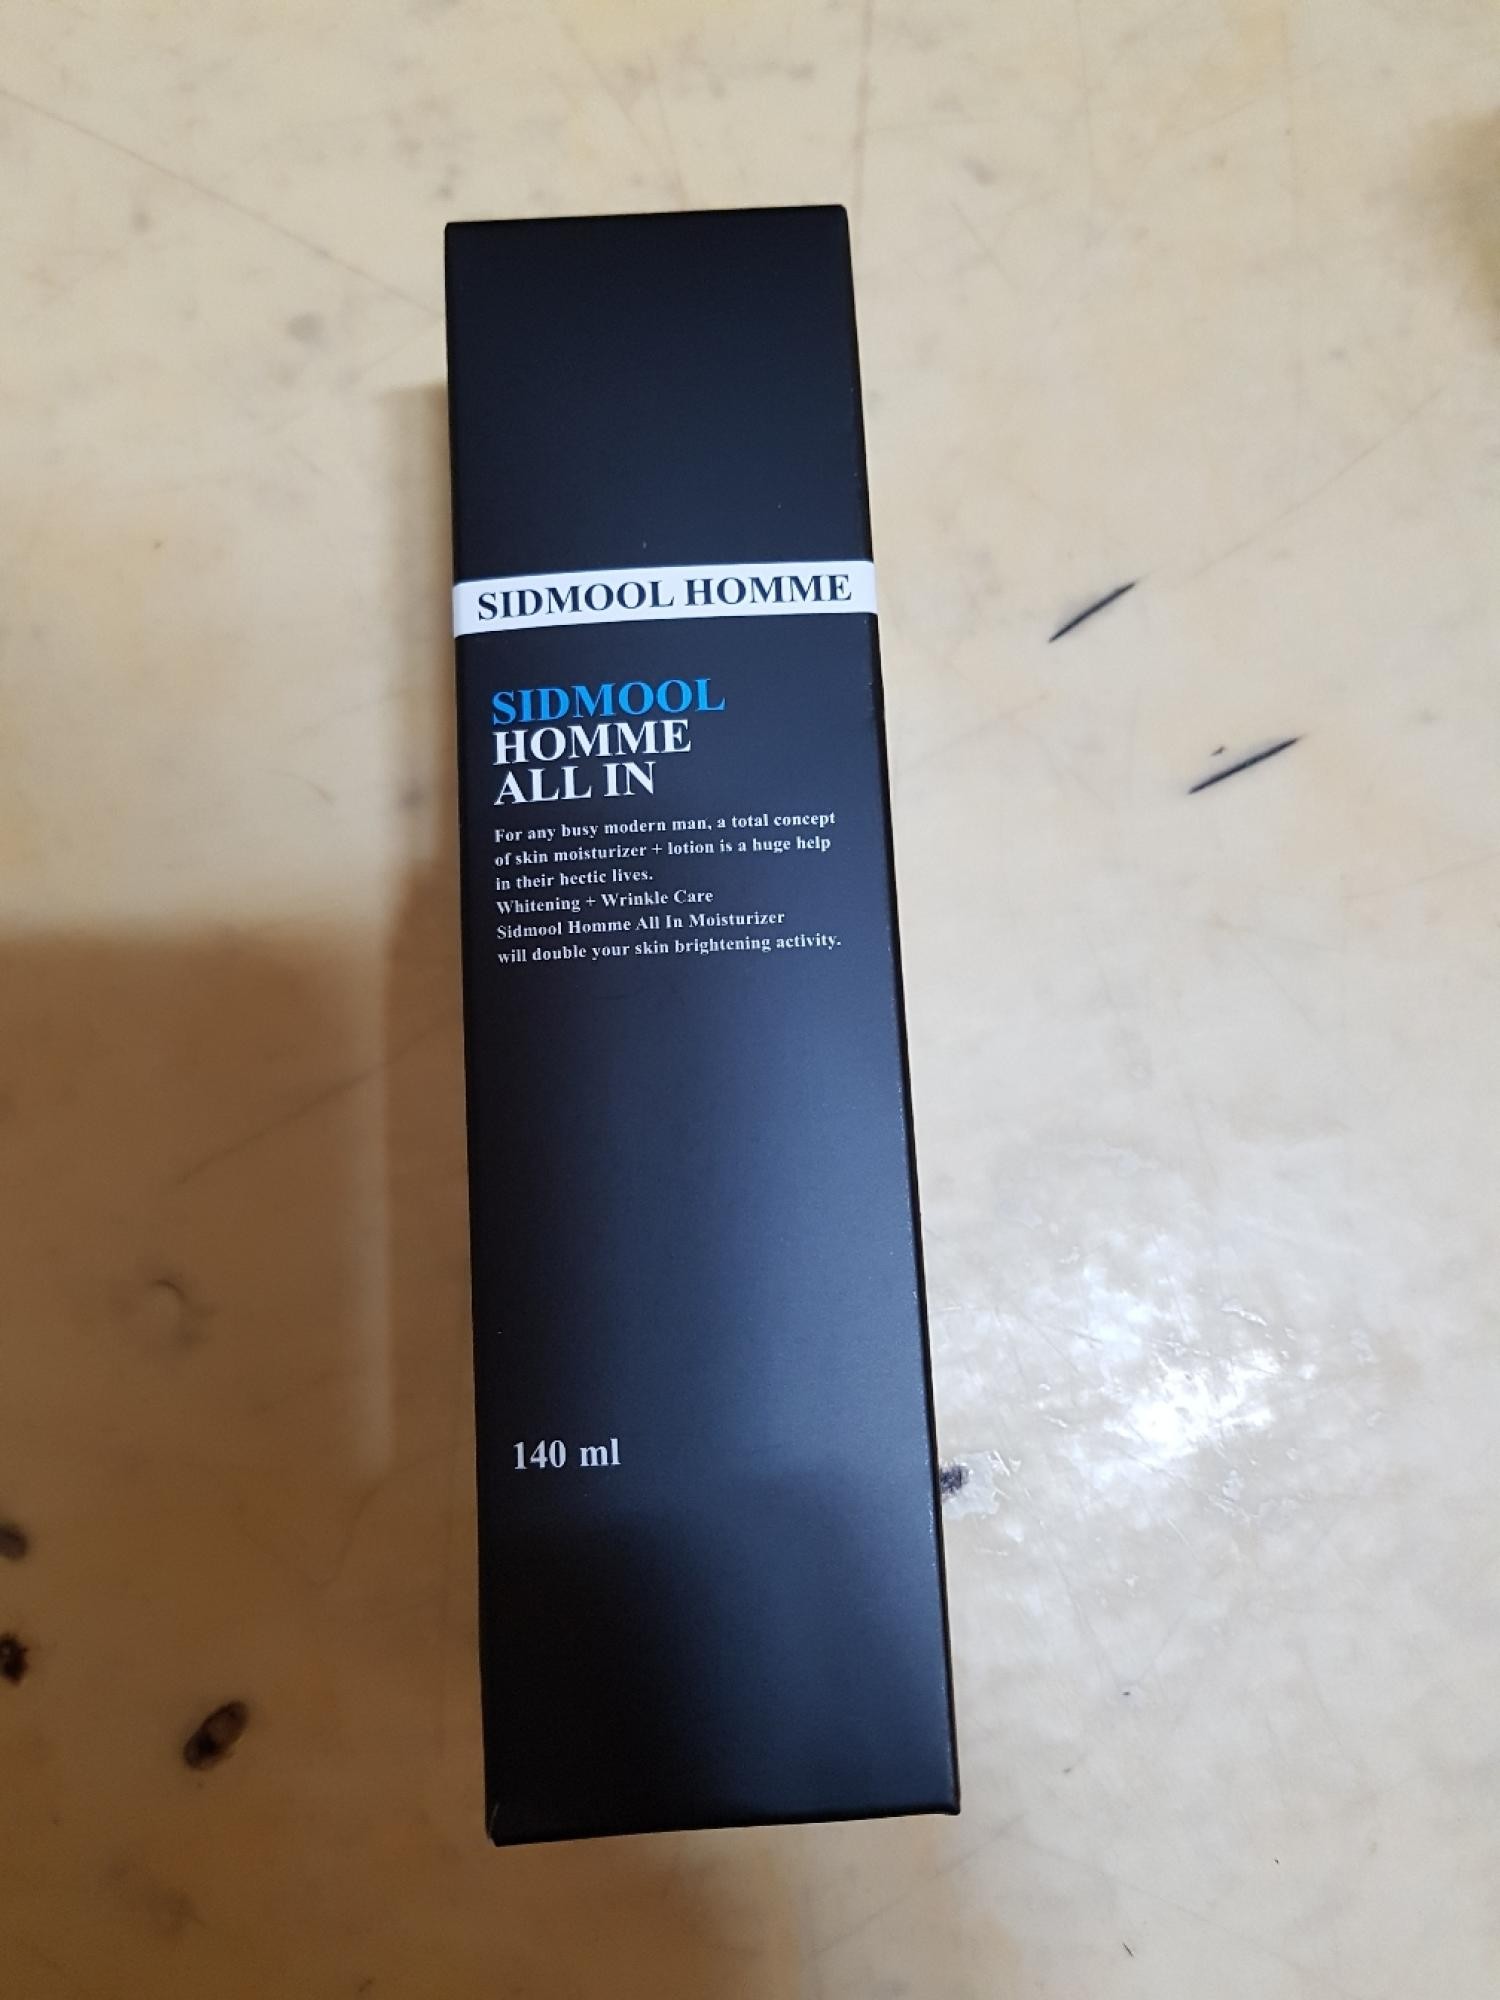 SIDMOOL HOMME
SIDMOOL
HOMME
ALL IN
For any busy modern man, a total concept
of skin moisturizer + lotion is a huge help
in their hectic lives.
Whitening + Wrinkle Care
Sidmool Homme All In Moisturizer
will double your skin brightening activity.
140 ml